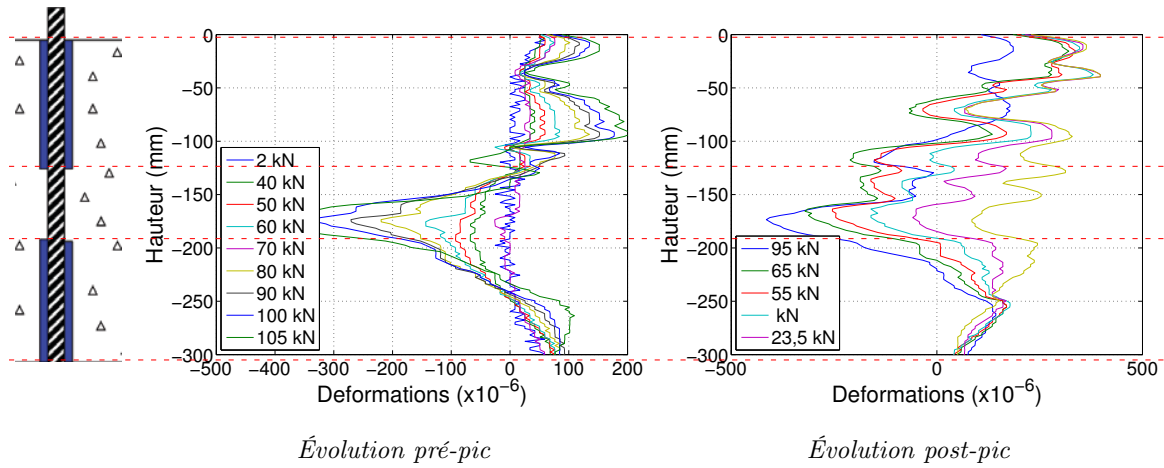 0
−50
−100
−150
−200
−250
−300
Hauteur (mm)
2 kN
40 kN
50 kN
60 kN
70 kN
80 kN
90 kN
100 kN
105 kN
−500 −400 −300 −200 −100 0 100 200
Deformations (x10−6)
Évolution pré-pic
0
−50
−100
−150
−200
−250
−300
Hauteur (mm)
95 kN
65 kN
55 kN
kN
23,5 kN
−500 0 500
Deformations (x10−6)
Évolution post-pic